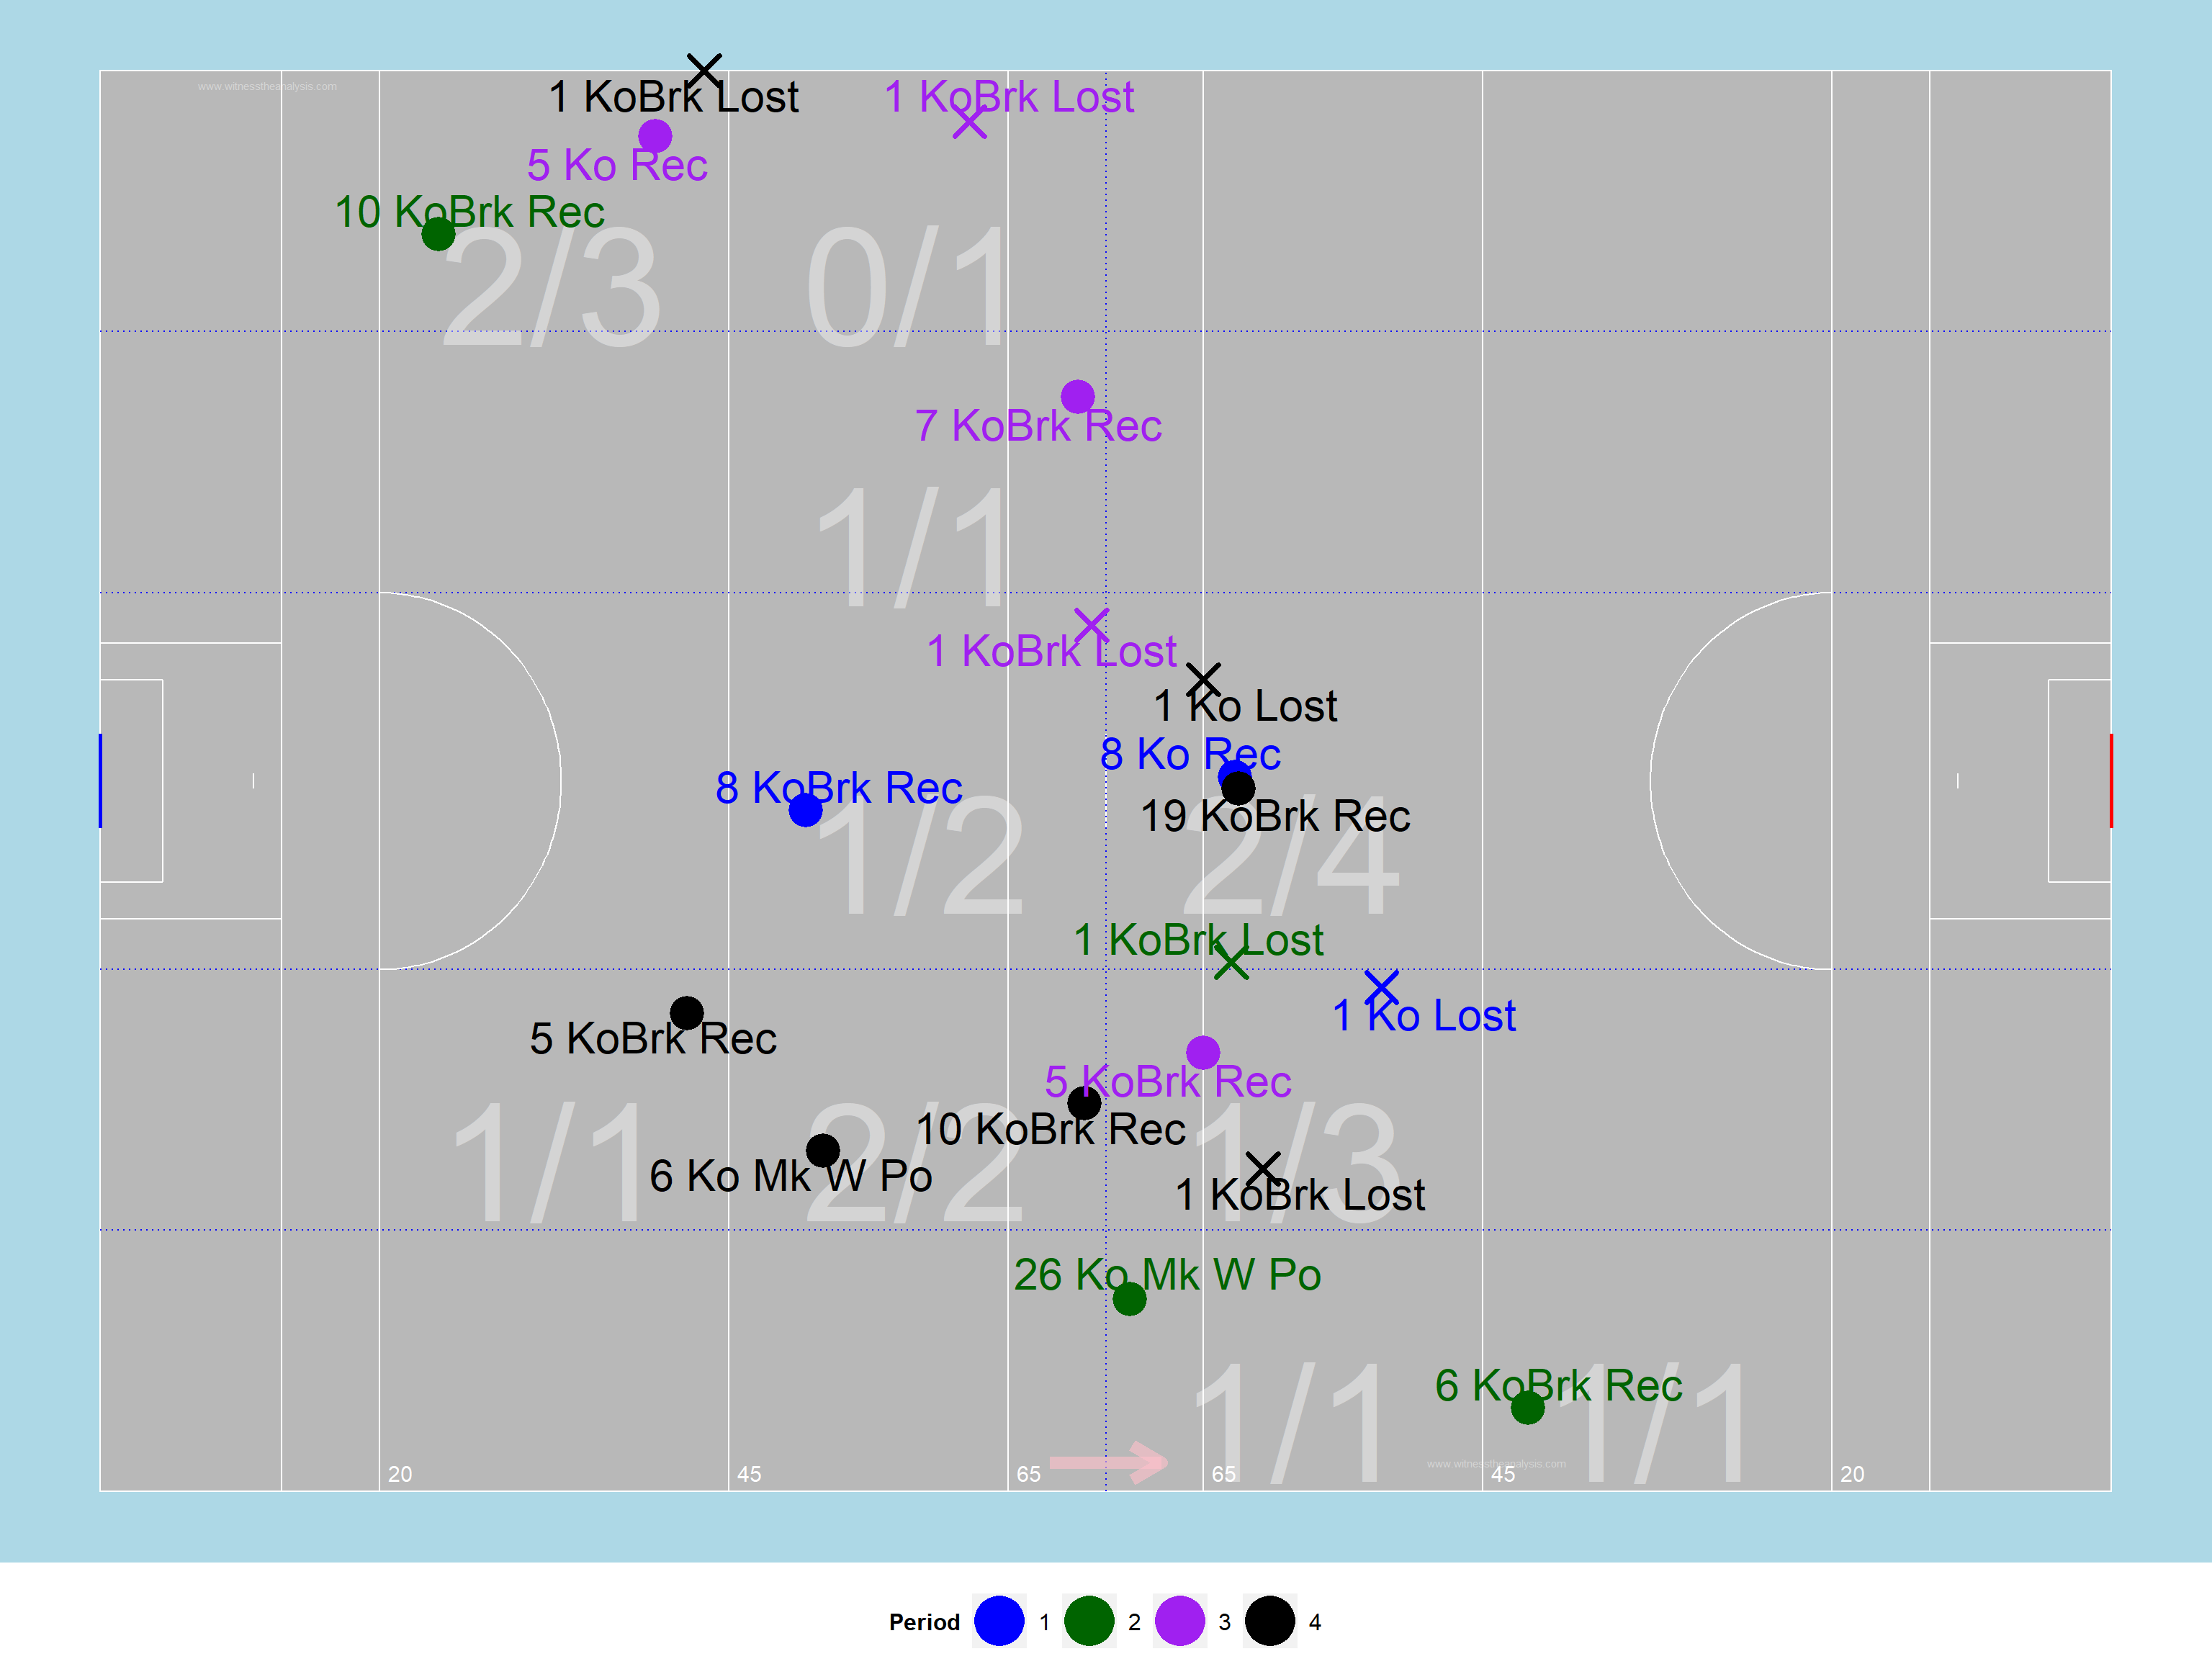 www.witnesstheanalysis.com
1 KoBrk Lost
1 KoBrk Lost
5 Ko Rec
10 KoBrk Rec
2/3
0/1
7 KoBrk Rec
1/1
1 KoBrk Lost
1 Ko Lost
8 Ko Rec
8 KoBrk Rec
19 KoBrk Rec
1/2
2/4
1 KoBrk Lost
1 Ko Lost
5 KoBrk Rec
5 KoBrk Rec
10 KoBrk Rec
1/1
2/2
1/3
6 Ko Mk W Po
1 KoBrk Lost
26 Ko Mk W Po
6 KoBrk Rec
1/1
1/1
www.witnesstheanalysis.com
20 45 65 65 45 20
Period 1 2 3 4